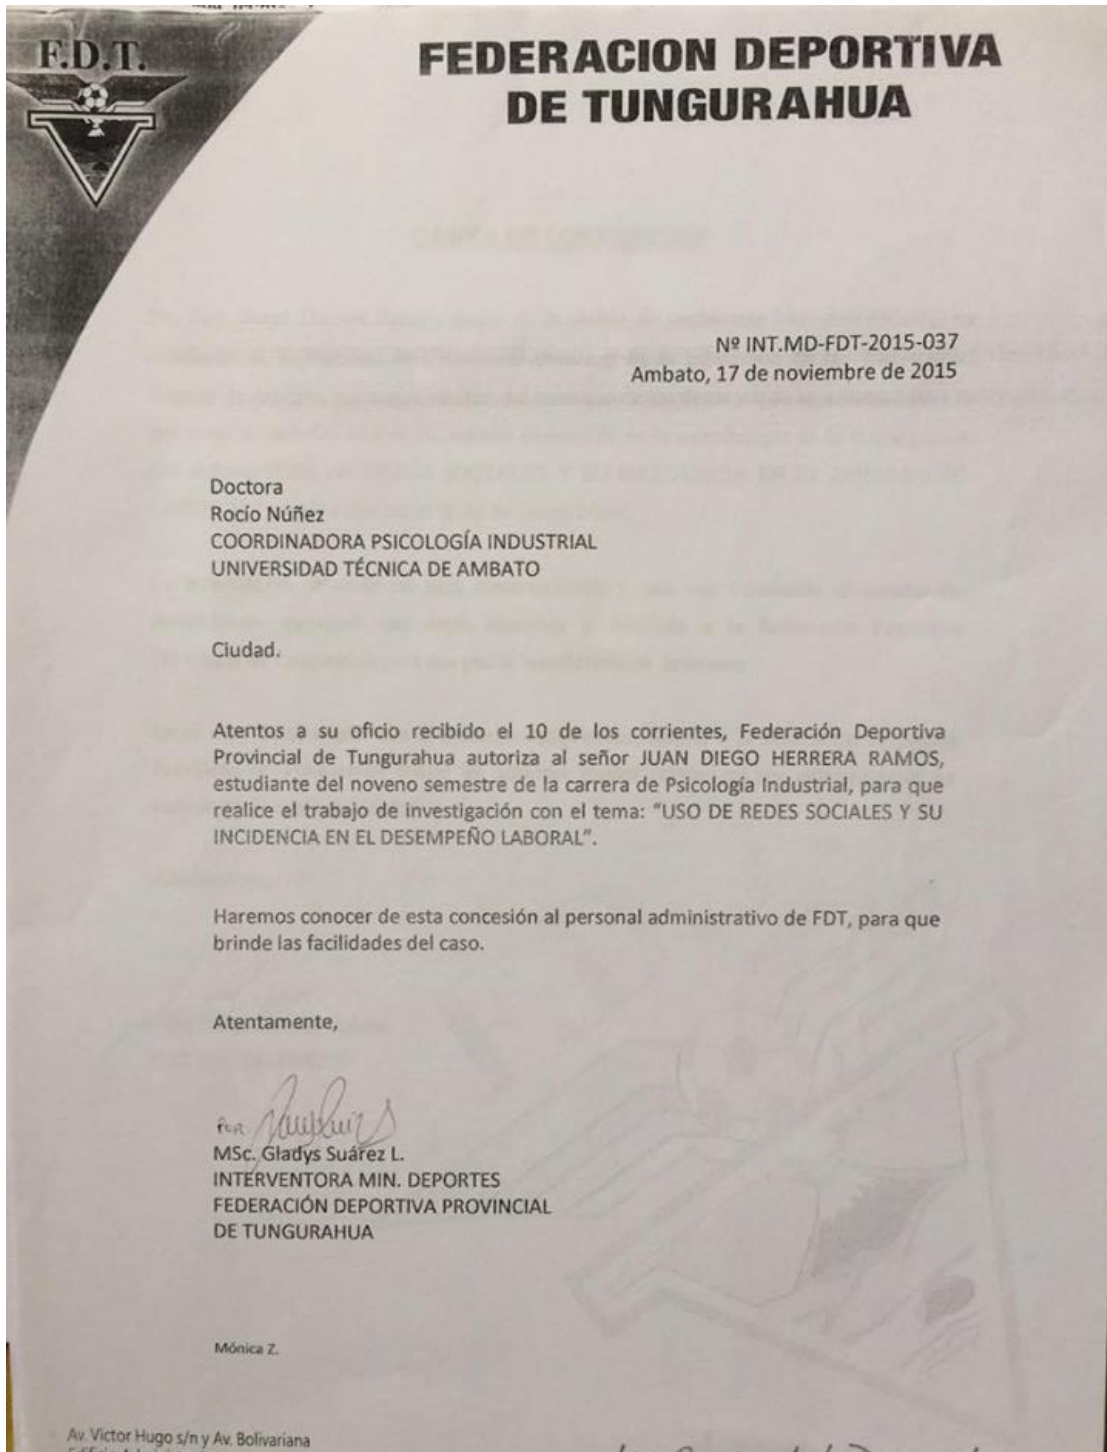 F.D.T.
FEDERACION DEPORTIVA
DE TUNGURAHUA
Nº INT.MD-FDT-2015-037
Ambato, 17 de noviembre de 2015
Doctora
Rocío Núñez
COORDINADORA PSICOLOGÍA INDUSTRIAL
UNIVERSIDAD TÉCNICA DE AMBATO
Ciudad.
Atentos a su oficio recibido el 10 de los corrientes, Federación Deportiva
Provincial de Tungurahua autoriza al señor JUAN DIEGO HERRERA RAMOS,
estudiante del noveno semestre de la carrera de Psicología Industrial, para que
realice el trabajo de investigación con el tema: “USO DE REDES SOCIALES Y SU
INCIDENCIA EN EL DESEMPEÑO LABORAL”.
Haremos conocer de esta concesión al personal administrativo de FDT, para que
brinde las facilidades del caso.
Atentamente,
MSc. Gladys Suárez L.
INTERVENTORA MIN. DEPORTES
FEDERACIÓN DEPORTIVA PROVINCIAL
DE TUNGURAHUA
Mónica Z.
Av. Victor Hugo s/n y Av. Bolivariana